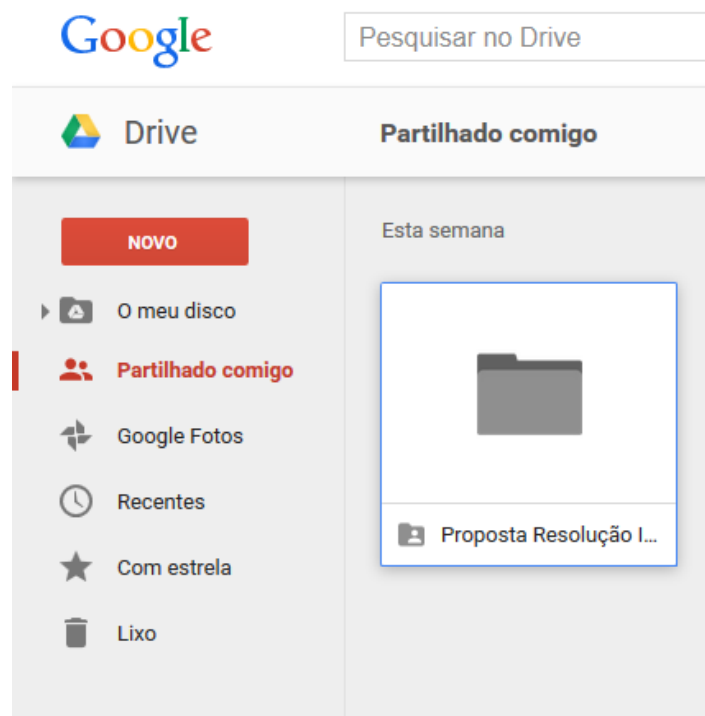 Google
Pesquisar no Drive
Drive
Partilhado comigo
NOVO
O meu disco
Partilhado comigo
Google Fotos
Recentes
Com estrela
Lixo
Esta semana
Proposta Resolução I...